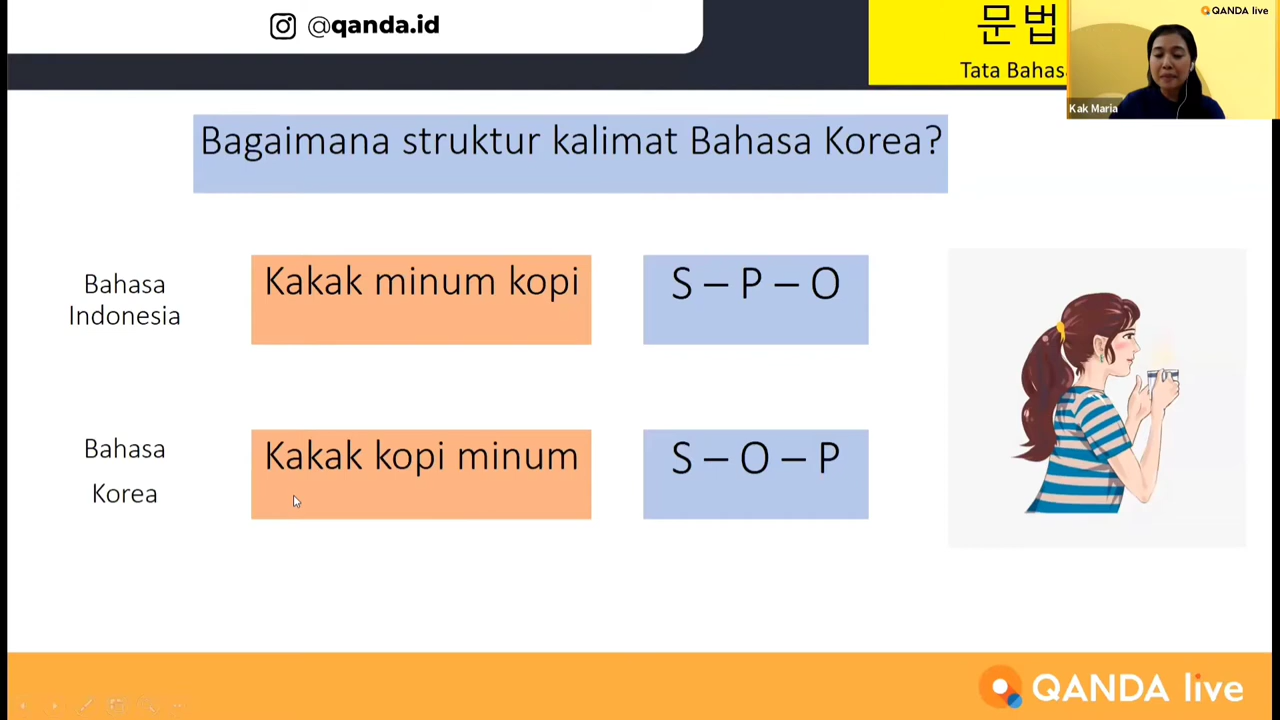 @qanda.id
문법
Tata Bahasa
QANDA live
Kak Maria
Bagaimana struktur kalimat Bahasa Korea?
Bahasa
Indonesia
Kakak minum kopi
S – P – O
Bahasa
Korea
Kakak kopi minum
S – O – P
QANDA live